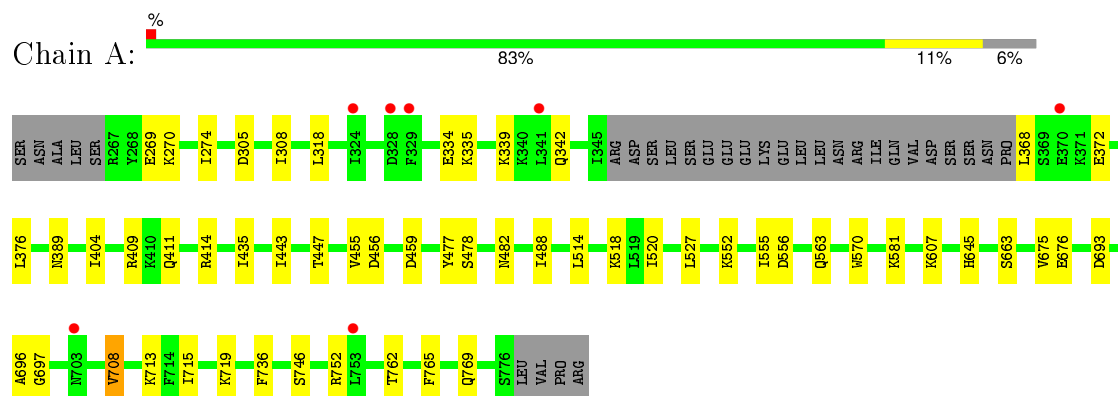 %
Chain A:
83% 11% 6%
SER ASN ALA LEU SER R267 Y268 E269 K270 I274 D305 I308 L318 I324 D328 F329 E334 K335 K339 K340 L341 Q342 I345 ARG ASP SER LEU SER GLU GLU GLU LYS GLU LEU LEU ASN ARG ILE GLN VAL ASP SER SER ASN PRO L368 S369 E370 K371 E372
L376 N389 I404 R409 K410 Q411 R414 I435 I443 T447 V455 D456 D459 Y477 S478 N482 I488 L514 K518 L519 I520 L527 K552 I555 D556 Q563 W570 K581 K607 H645 S663 V675 E676 D693
A696 G697 N703 V708 K713 F714 I715 K719 F736 S746 R752 L753 T762 F765 Q769 S776 LEU VAL PRO ARG